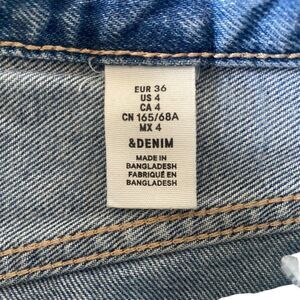 EUR 36
US 4
CA 4
CN 165/68A
MX 4
&DENIM
MADE IN
BANGLADESH
FABRIQUÉ EN
BANGLADESH